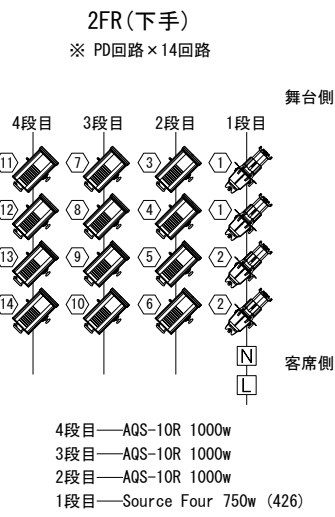 2FR(下手)
※ PD回路×14回路
舞台側
4段目 3段目 2段目 1段目
11 7 3 1
12 8 4 1
13 9 5 2
14 10 6 2
N
客席側
L
4段目――AQS-10R 1000w
3段目――AQS-10R 1000w
2段目――AQS-10R 1000w
1段目――Source Four 750w (426)